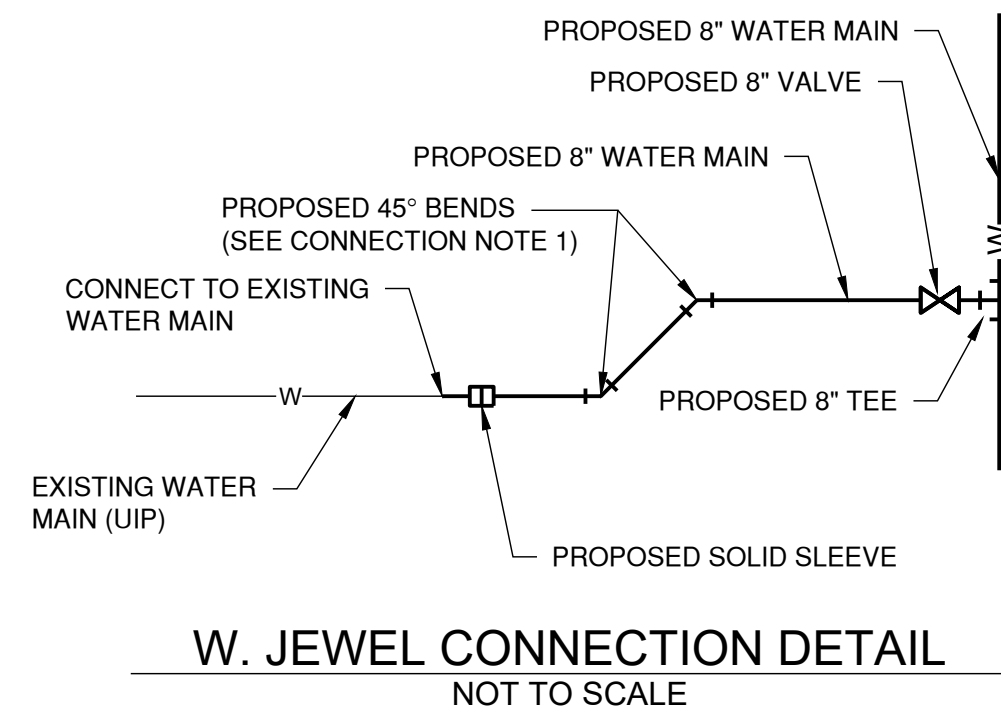 PROPOSED 8" WATER MAIN
PROPOSED 8" VALVE
PROPOSED 8" WATER MAIN
PROPOSED 45° BENDS
(SEE CONNECTION NOTE 1)
CONNECT TO EXISTING
WATER MAIN
W
W
PROPOSED 8" TEE
EXISTING WATER
MAIN (UIP)
PROPOSED SOLID SLEEVE
W. JEWEL CONNECTION DETAIL
NOT TO SCALE